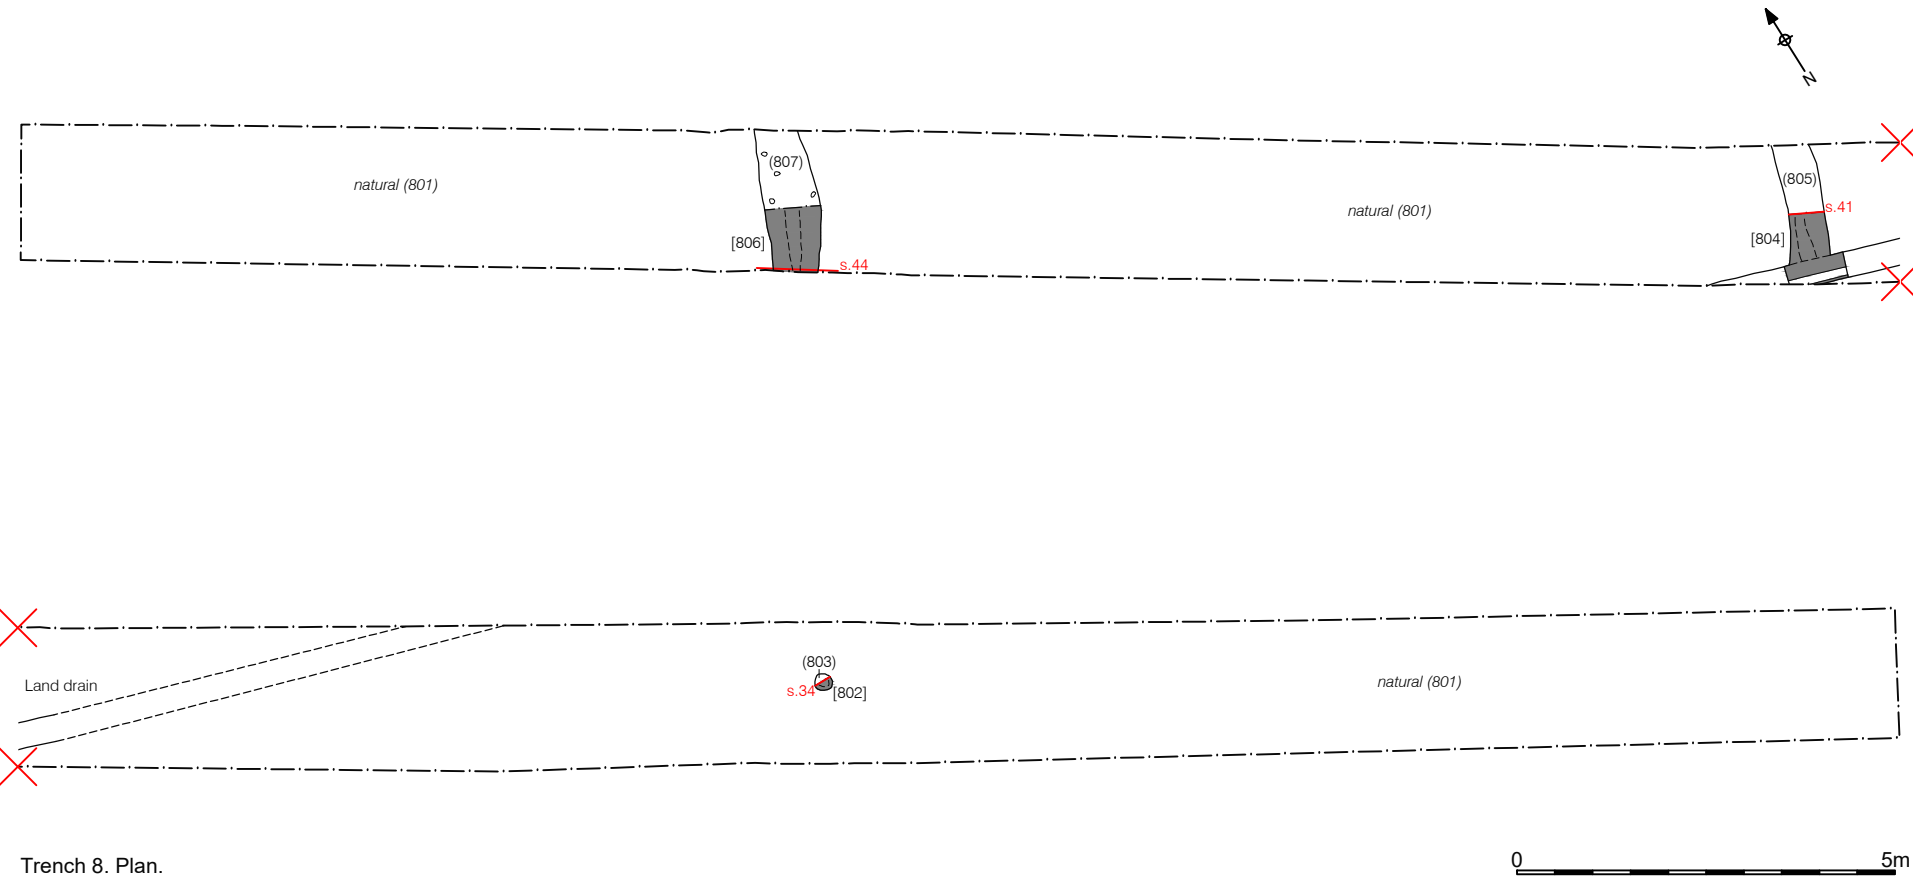 N
(807)
natural (801)
(805)
s.41
natural (801)
[806]
[804]
s.44
(803)
Land drain
s.34
[802]
natural (801)
Trench 8. Plan.
0 5m